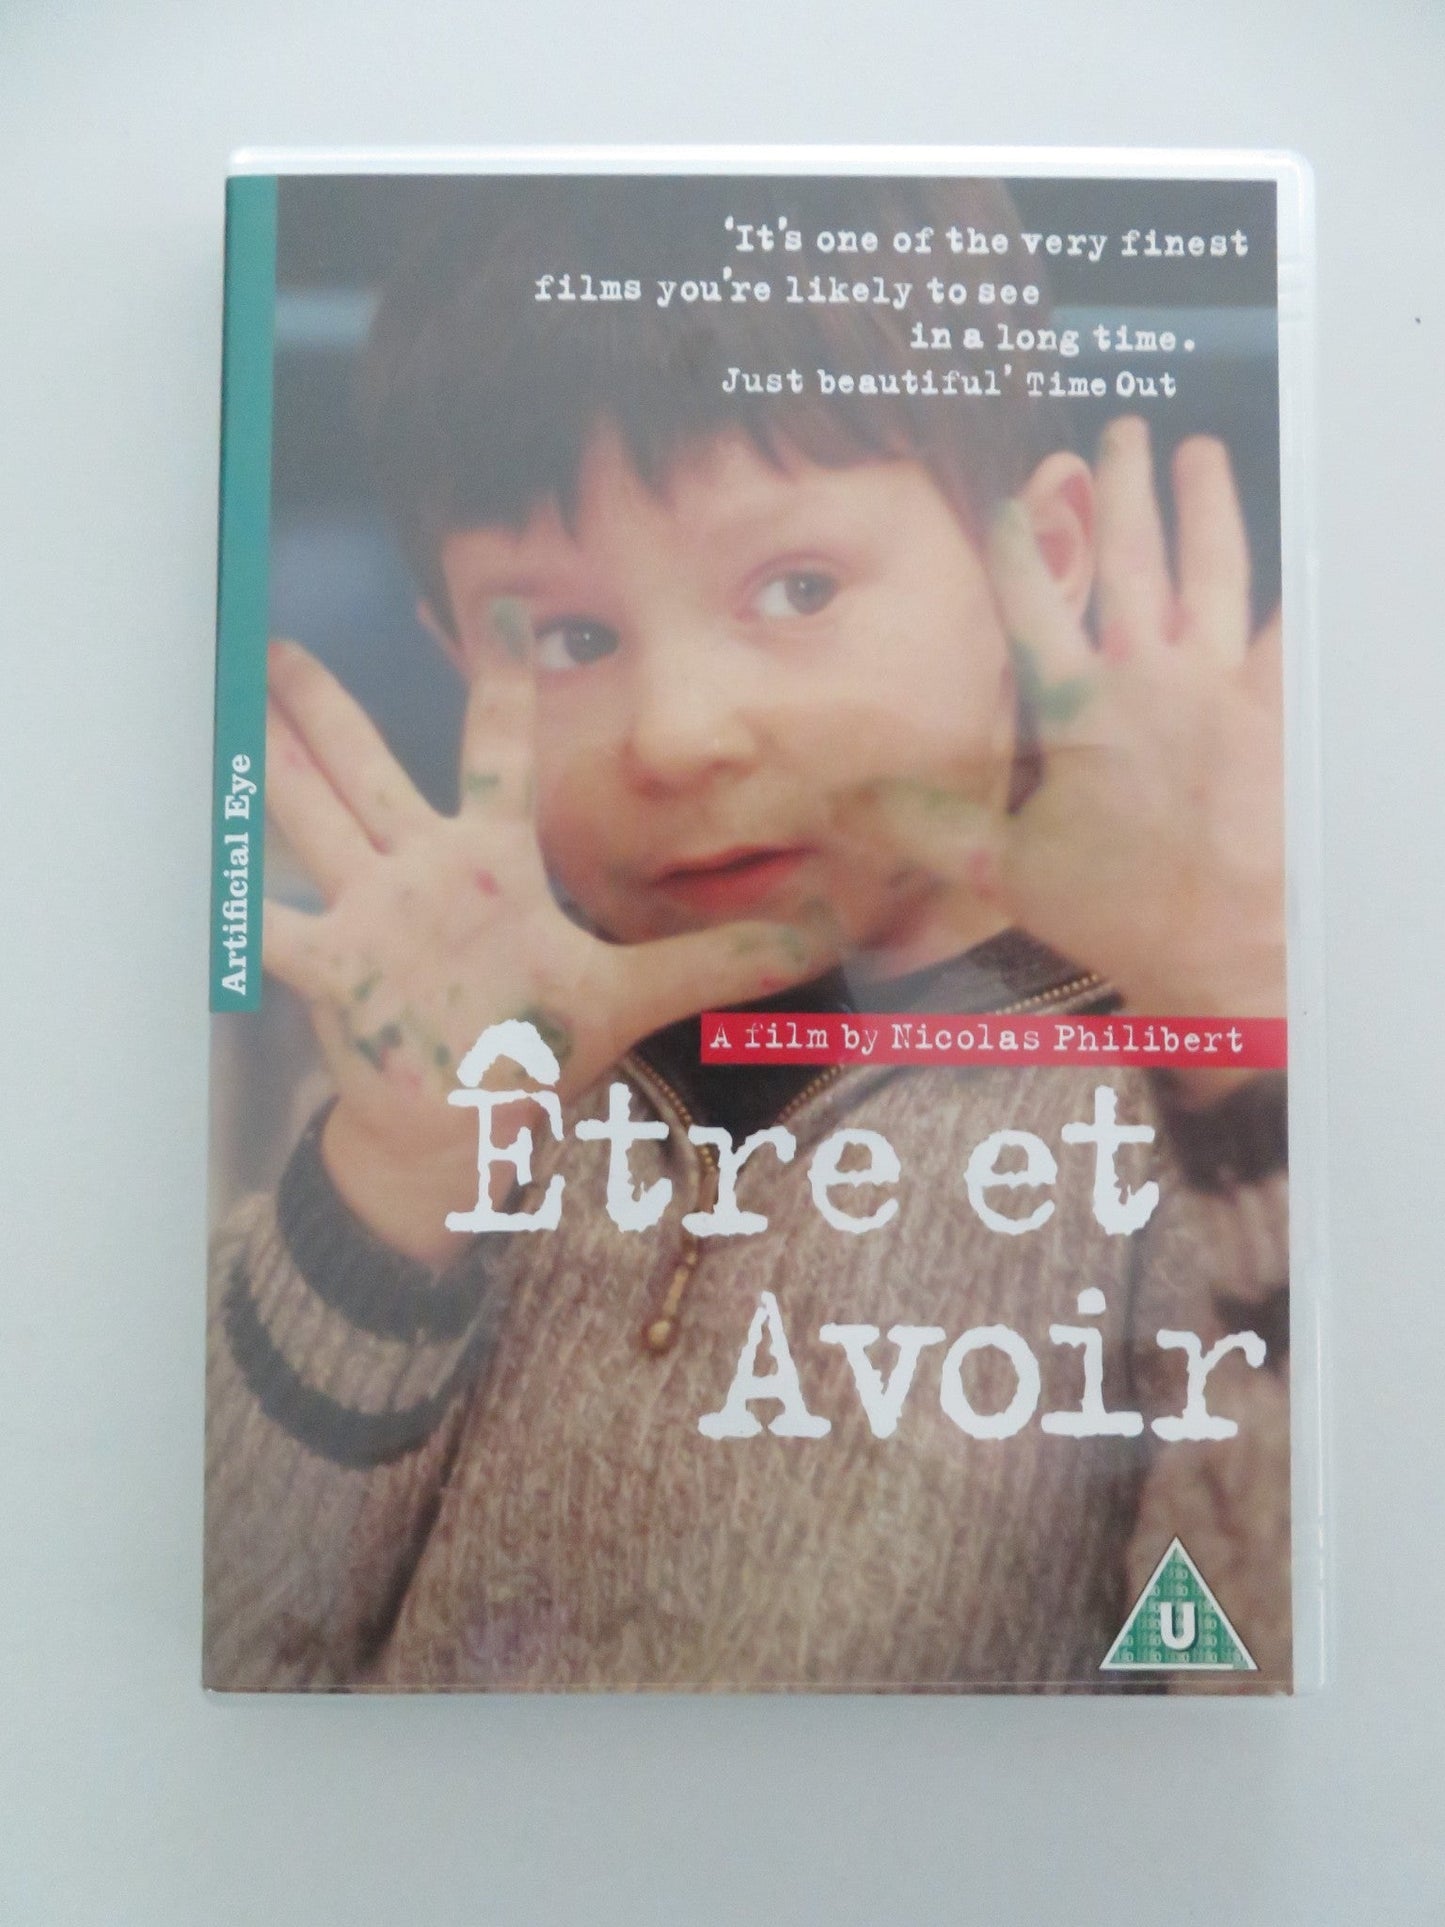 'It's one of the very finest
films you're likely to see
in a long time.
Just beautiful' Time Out
Artificial Eye
A film by Nicolas Philibert
Être et
Avoir
U